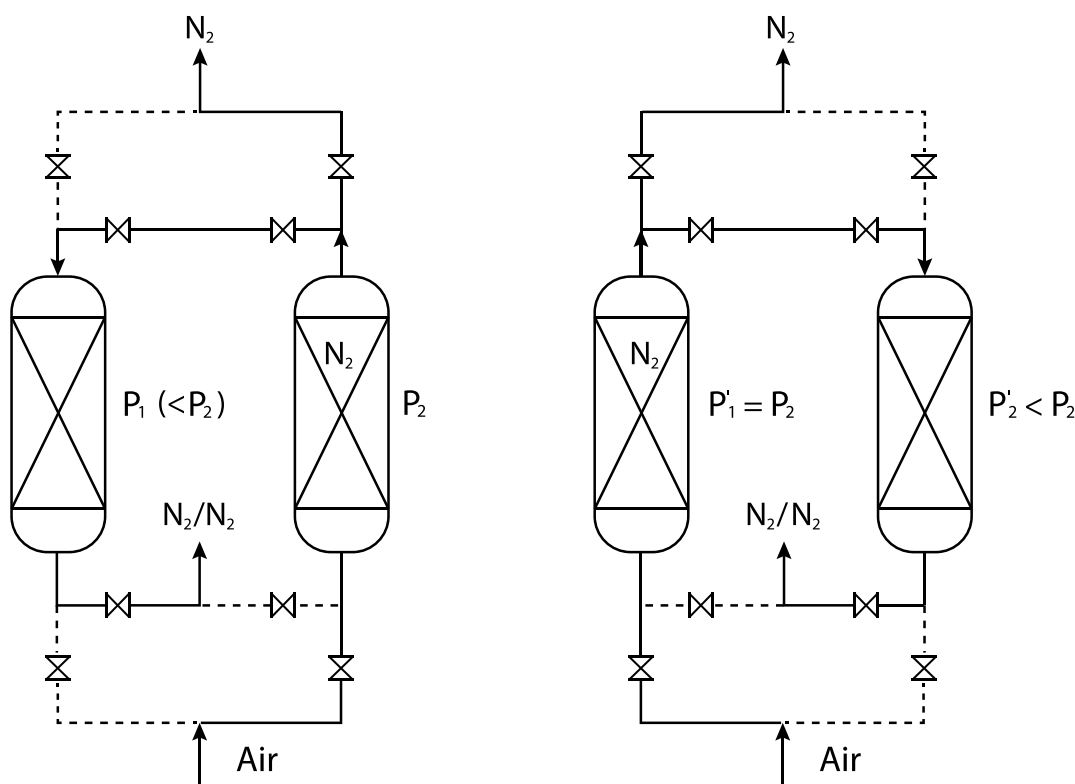 N₂
N₂
N₂
P₁ (<P₂)
P₂
N₂
P'₁ = P₂
P'₂ < P₂
N₂/N₂
N₂/N₂
Air
Air